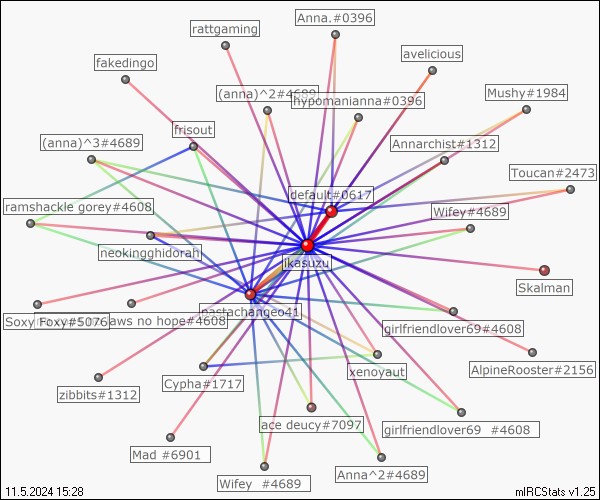 Anna.#0396
rattgaming
avelicious
fakedingo
(anna)^2#4689
hypomanianna#0396
Mushy#1984
frisout
(anna)^3#4689
Annarchist#1312
Toucan#2473
default#0617
ramshackle gorey#4608
Wifey#4689
neokingghidorah
ikasuzu
Skalman
pastachangeo41
Soxy Foxy#5076
aws no hope#4608
girlfriendlover69#4608
xenoyaut
AlpineRooster#2156
Cypha#1717
zibbits#1312
ace deucy#7097
girlfriendlover69 #4608
Mad #6901
Anna^2#4689
Wifey #4689
11.5.2024 15:28
mIRCStats v1.25